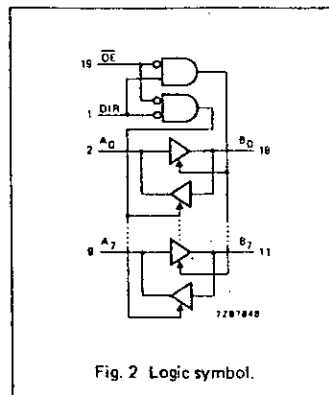 19 OE
1 DIR
2 A0 B0 18
9 A7 B7 11
7Z87848
Fig. 2 Logic symbol.